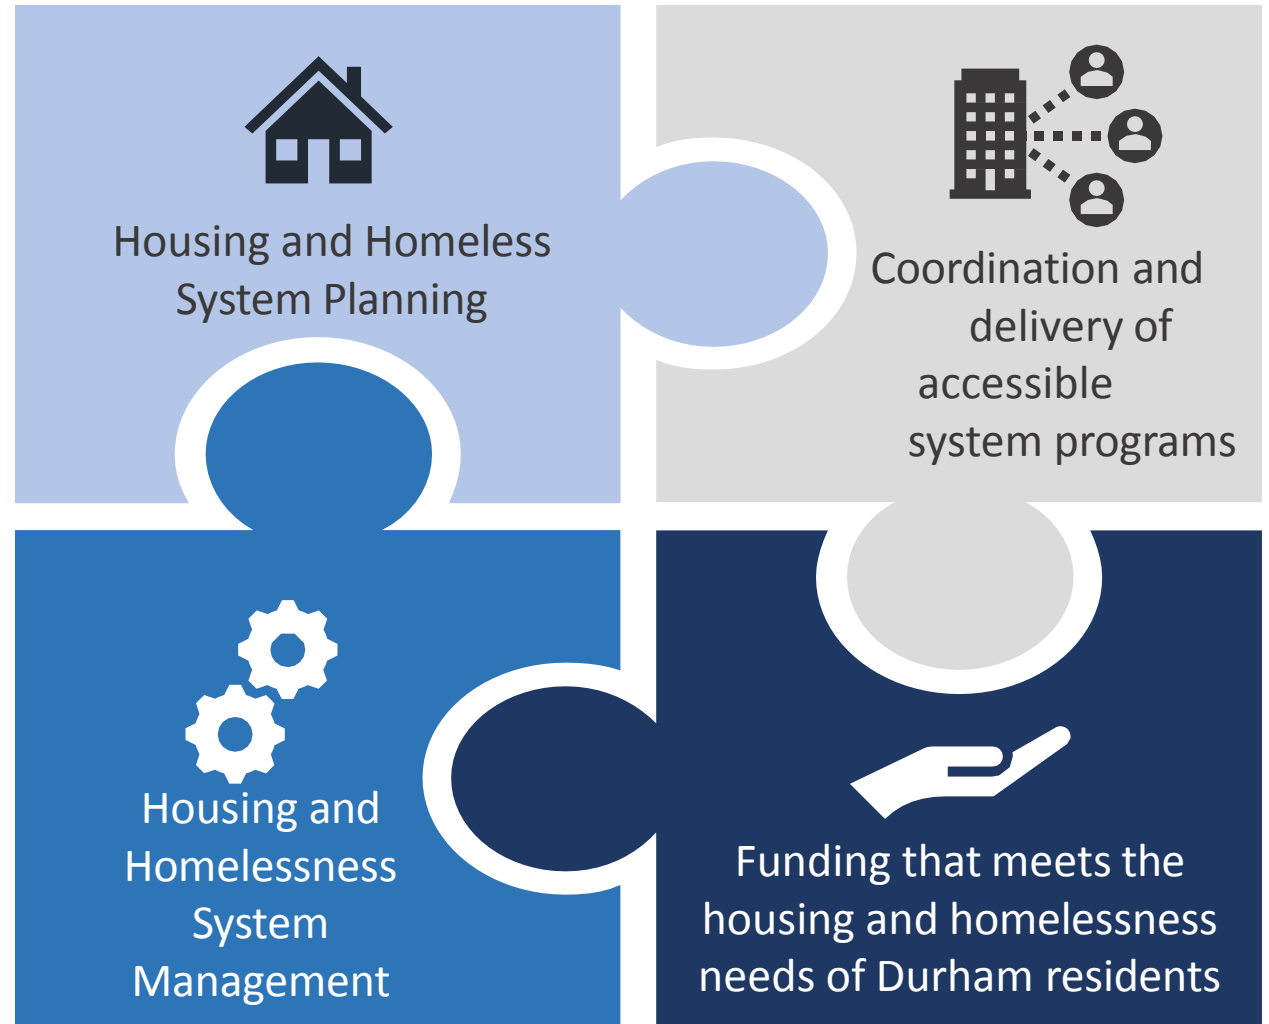 Housing and Homeless
System Planning
Coordination and
delivery of
accessible
system programs
Housing and
Homelessness
System
Management
Funding that meets the
housing and homelessness
needs of Durham residents